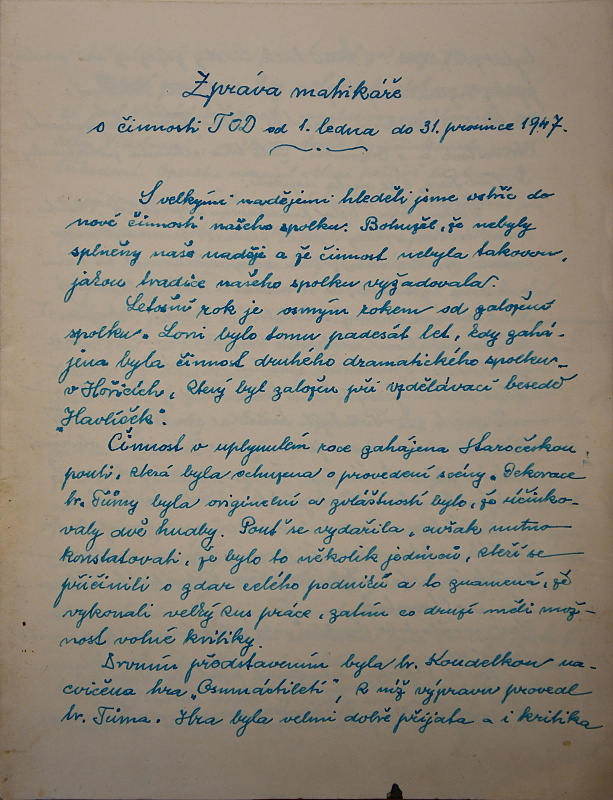 Zpráva matrikáře
o činnosti TOD od 1. ledna do 31. prosince 1947.
S velkými nadějemi hleděli jsme vstříc do
nové činnosti našeho spolku. Bohužel, že nebyly
splněny naše naděje a že činnost nebyla takovou,
jakou tradice našeho spolku vyžadovala.
Letošní rok je osmým rokem od založení
spolku. Loni bylo tomu padesát let, kdy zahá-
jena byla činnost druhého dramatického spolku
v Hořicích, který byl založen při vzdělávací besedě
"Havlíček".
Činnost v uplynulém roce zahájena Staročeskou
poutí, která byla ochuzena o provedení scény. Dekorace
br. Tůmy byla originelní a zvláštností bylo, že účinko-
valy dvě hudby. Pouť se vydařila, avšak nutno
konstatovati, že bylo to několik jedinců, kteří se
přičinili o zdar celého podniků a to znamená, že
vykonali velký kus práce, zatím co druzí měli mož-
nost volné kritiky.
Prvním představením byla br. Koudelkou na-
cvičena hra "Osmnáctiletí", k níž výpravu provedl
br. Tůma. Hra byla velmi dobře přijata a i kritika